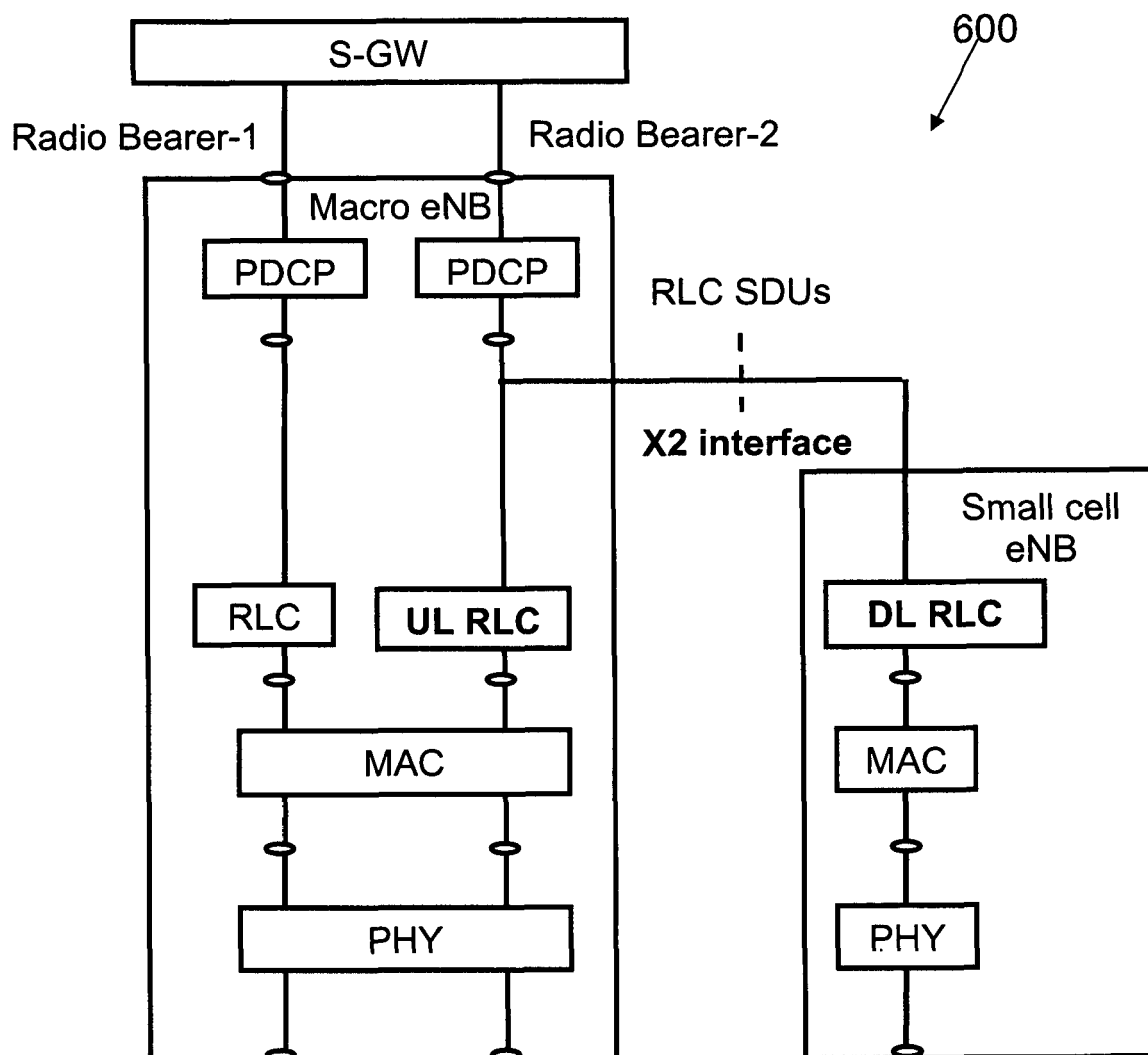 600
S-GW
Radio Bearer-1
Radio Bearer-2
Macro eNB
PDCP
PDCP
RLC SDUs
X2 interface
Small cell
eNB
RLC
UL RLC
DL RLC
MAC
MAC
PHY
PHY